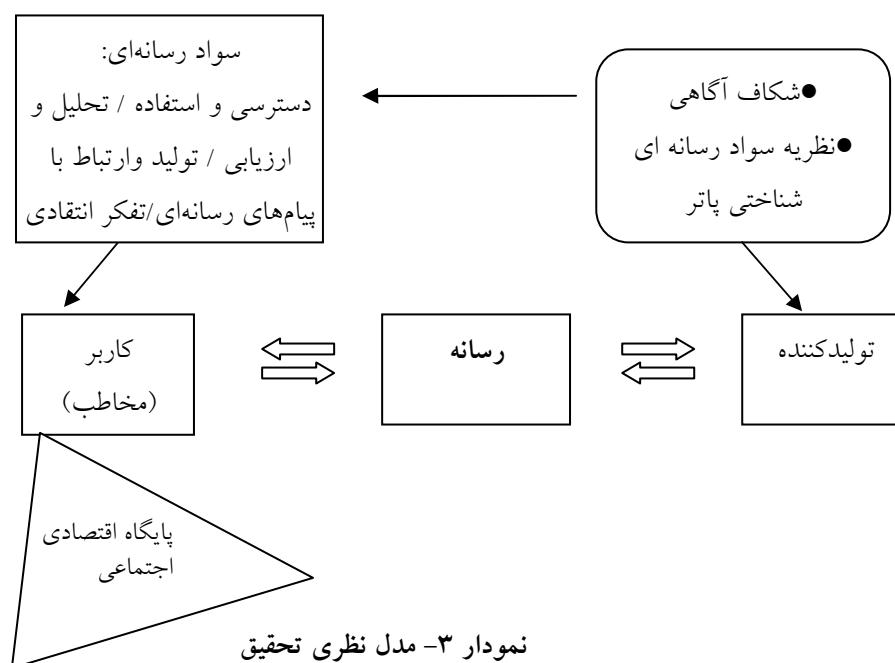 ●شکاف آگاهی
●نظریه سواد رسانه ای
شناختی پاتر
سواد رسانه‌ای:
دسترسی و استفاده / تحلیل و
ارزیابی / تولید وارتباط با
پیام‌های رسانه‌ای/تفکر انتقادی
تولیدکننده
رسانه
کاربر
(مخاطب)
پایگاه اقتصادی
اجتماعی
نمودار ۳- مدل نظری تحقیق